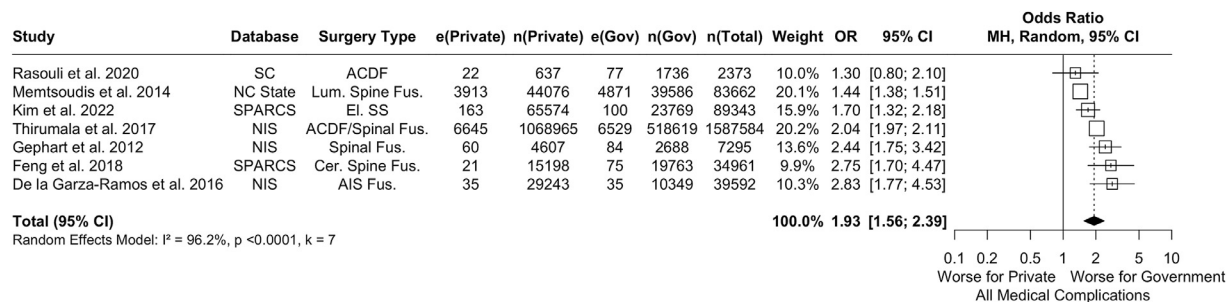 Odds Ratio
Study Database Surgery Type e(Private) n(Private) e(Gov) n(Gov) n(Total) Weight OR 95% CI MH, Random, 95% CI
Rasouli et al. 2020 SC ACDF 22 637 77 1736 2373 10.0% 1.30 [0.80; 2.10]
Memtsoudis et al. 2014 NC State Lum. Spine Fus. 3913 44076 4871 39586 83662 20.1% 1.44 [1.38; 1.51]
Kim et al. 2022 SPARCS El. SS 163 65574 100 23769 89343 15.9% 1.70 [1.32; 2.18]
Thirumala et al. 2017 NIS ACDF/Spinal Fus. 6645 1068965 6529 518619 1587584 20.2% 2.04 [1.97; 2.11]
Gephart et al. 2012 NIS Spinal Fus. 60 4607 84 2688 7295 13.6% 2.44 [1.75; 3.42]
Feng et al. 2018 SPARCS Cer. Spine Fus. 21 15198 75 19763 34961 9.9% 2.75 [1.70; 4.47]
De la Garza-Ramos et al. 2016 NIS AIS Fus. 35 29243 35 10349 39592 10.3% 2.83 [1.77; 4.53]
Total (95% CI) 100.0% 1.93 [1.56; 2.39]
Random Effects Model: I² = 96.2%, p <0.0001, k = 7
0.1 0.2 0.5 1 2 5 10
Worse for Private Worse for Government
All Medical Complications